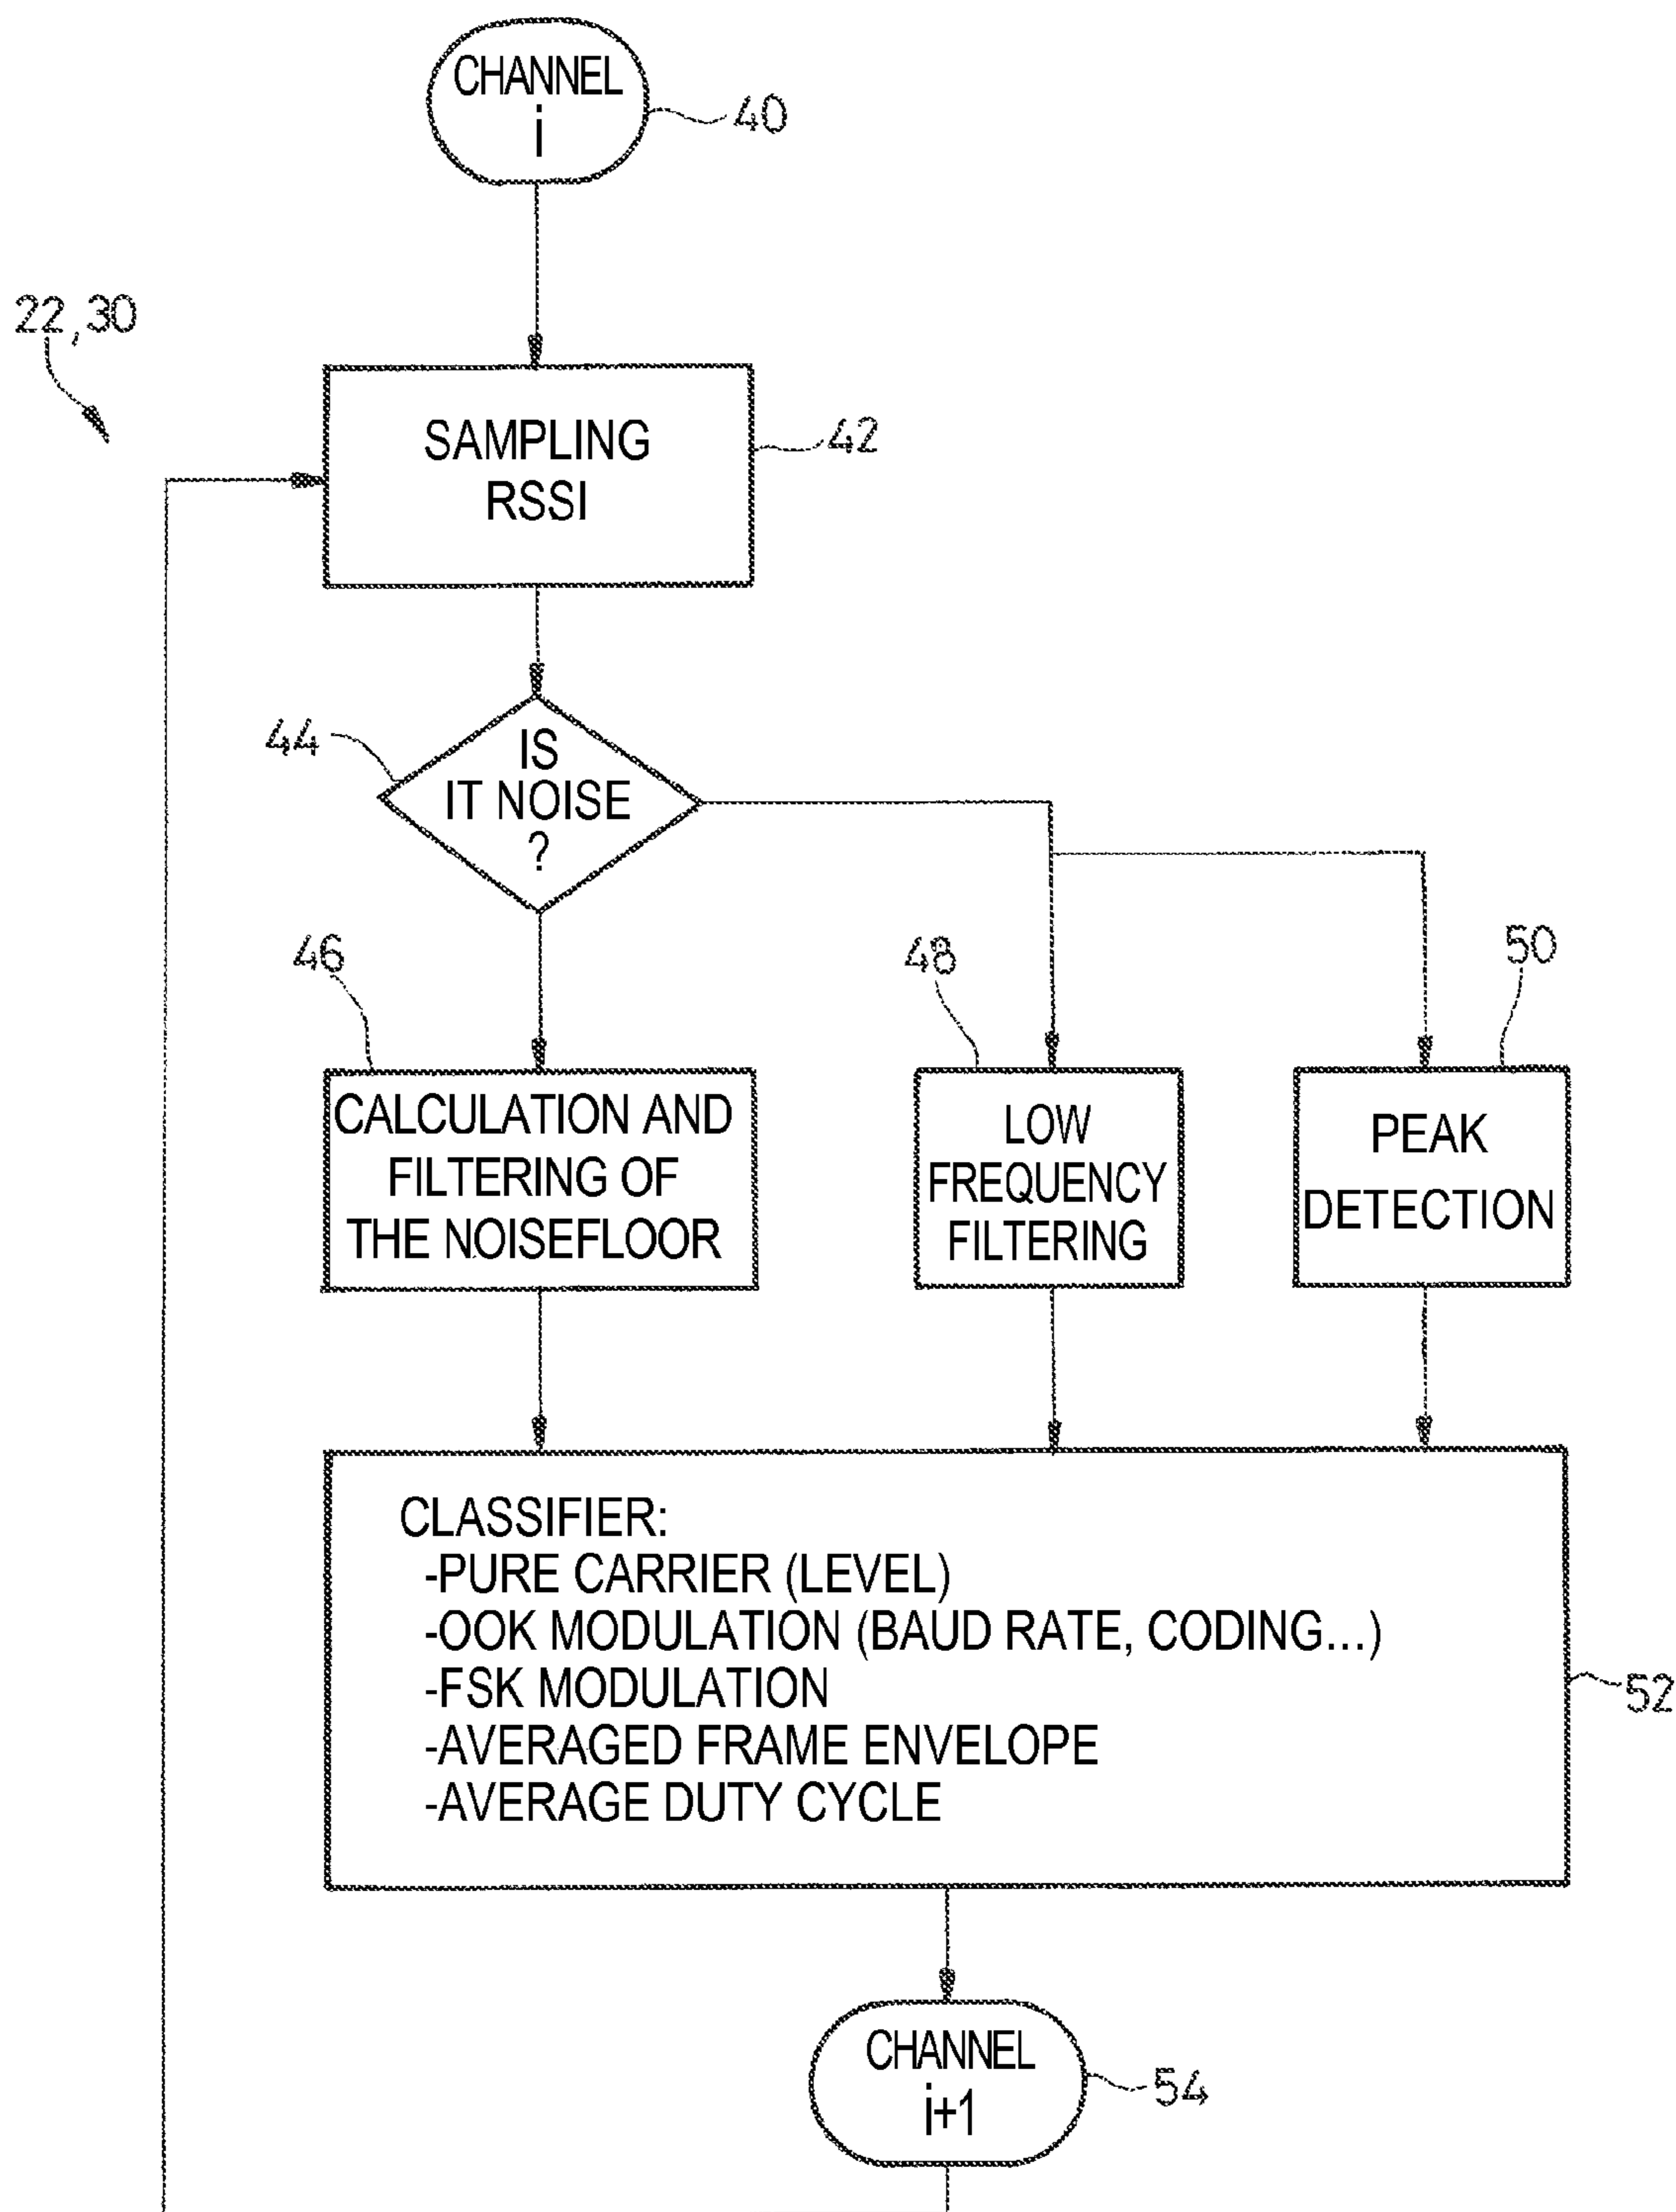 CHANNEL
i
40
22,30
SAMPLING
RSSI
42
44
IS
IT NOISE
?
46
48
50
CALCULATION AND
FILTERING OF
THE NOISEFLOOR
LOW
FREQUENCY
FILTERING
PEAK
DETECTION
CLASSIFIER:
-PURE CARRIER (LEVEL)
-OOK MODULATION (BAUD RATE, CODING...)
-FSK MODULATION
-AVERAGED FRAME ENVELOPE
-AVERAGE DUTY CYCLE
52
CHANNEL
i+1
54